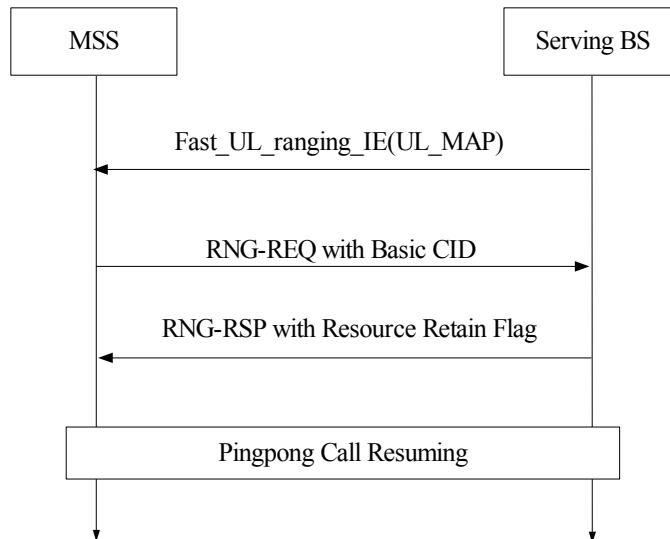 MSS
Serving BS
Fast_UL_ranging_IE(UL_MAP)
RNG-REQ with Basic CID
RNG-RSP with Resource Retain Flag
Pingpong Call Resuming